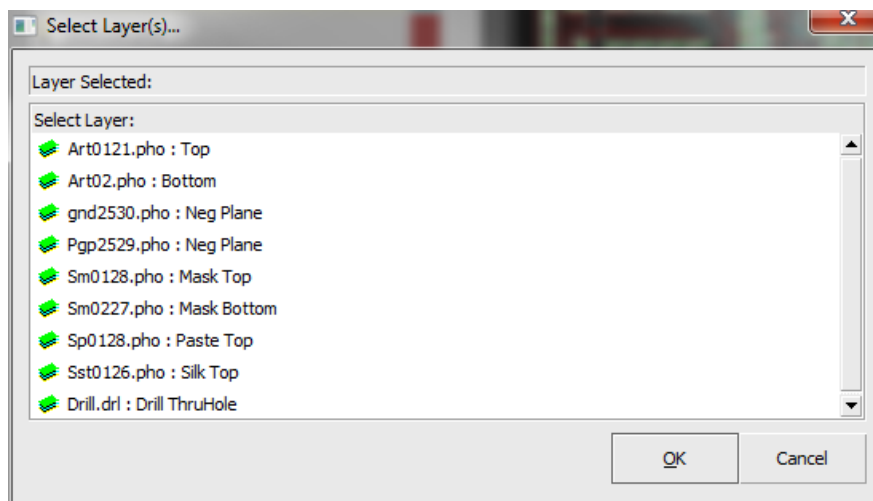 Select Layer(s)...
Layer Selected:
Select Layer:
Art0121.pho : Top
Art02.pho : Bottom
gnd2530.pho : Neg Plane
Pgp2529.pho : Neg Plane
Sm0128.pho : Mask Top
Sm0227.pho : Mask Bottom
Sp0128.pho : Paste Top
Sst0126.pho : Silk Top
Drill.drl : Drill ThruHole
OK Cancel